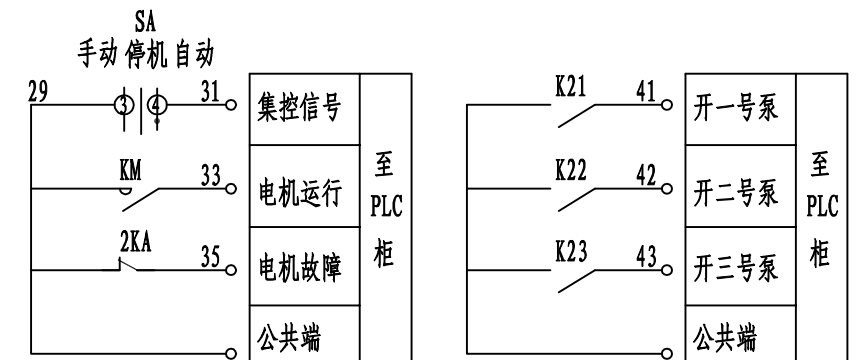 SA
手动 停机 自动
29 3 4 31 集控信号
KM 33 电机运行
2KA 35 电机故障
公共端
至
PLC
柜
K21 41 开一号泵
K22 42 开二号泵
K23 43 开三号泵
公共端
至
PLC
柜